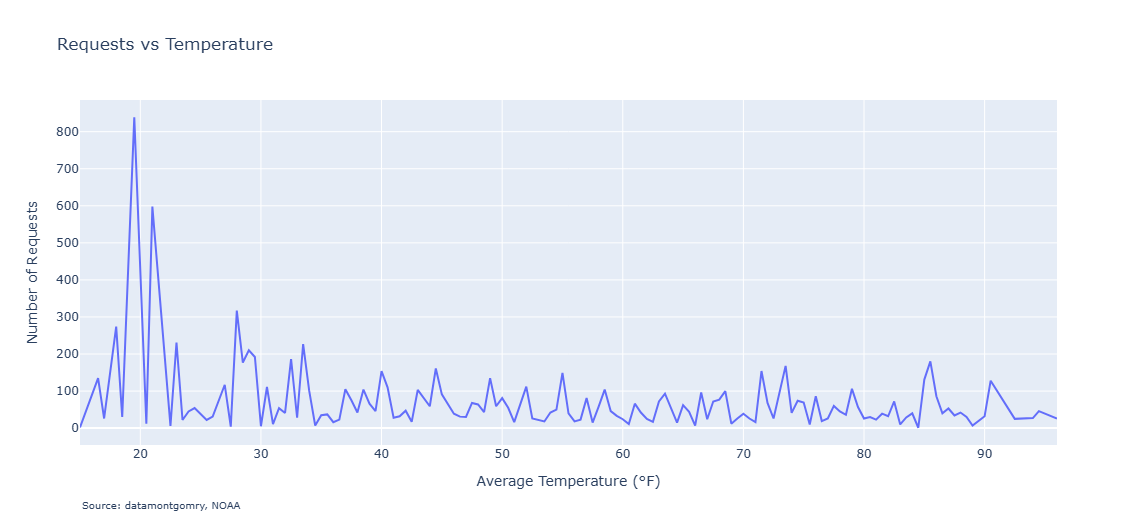 Requests vs Temperature
Number of Requests
800
700
600
500
400
300
200
100
0
20 30 40 50 60 70 80 90
Average Temperature (°F)
Source: datamontgomry, NOAA